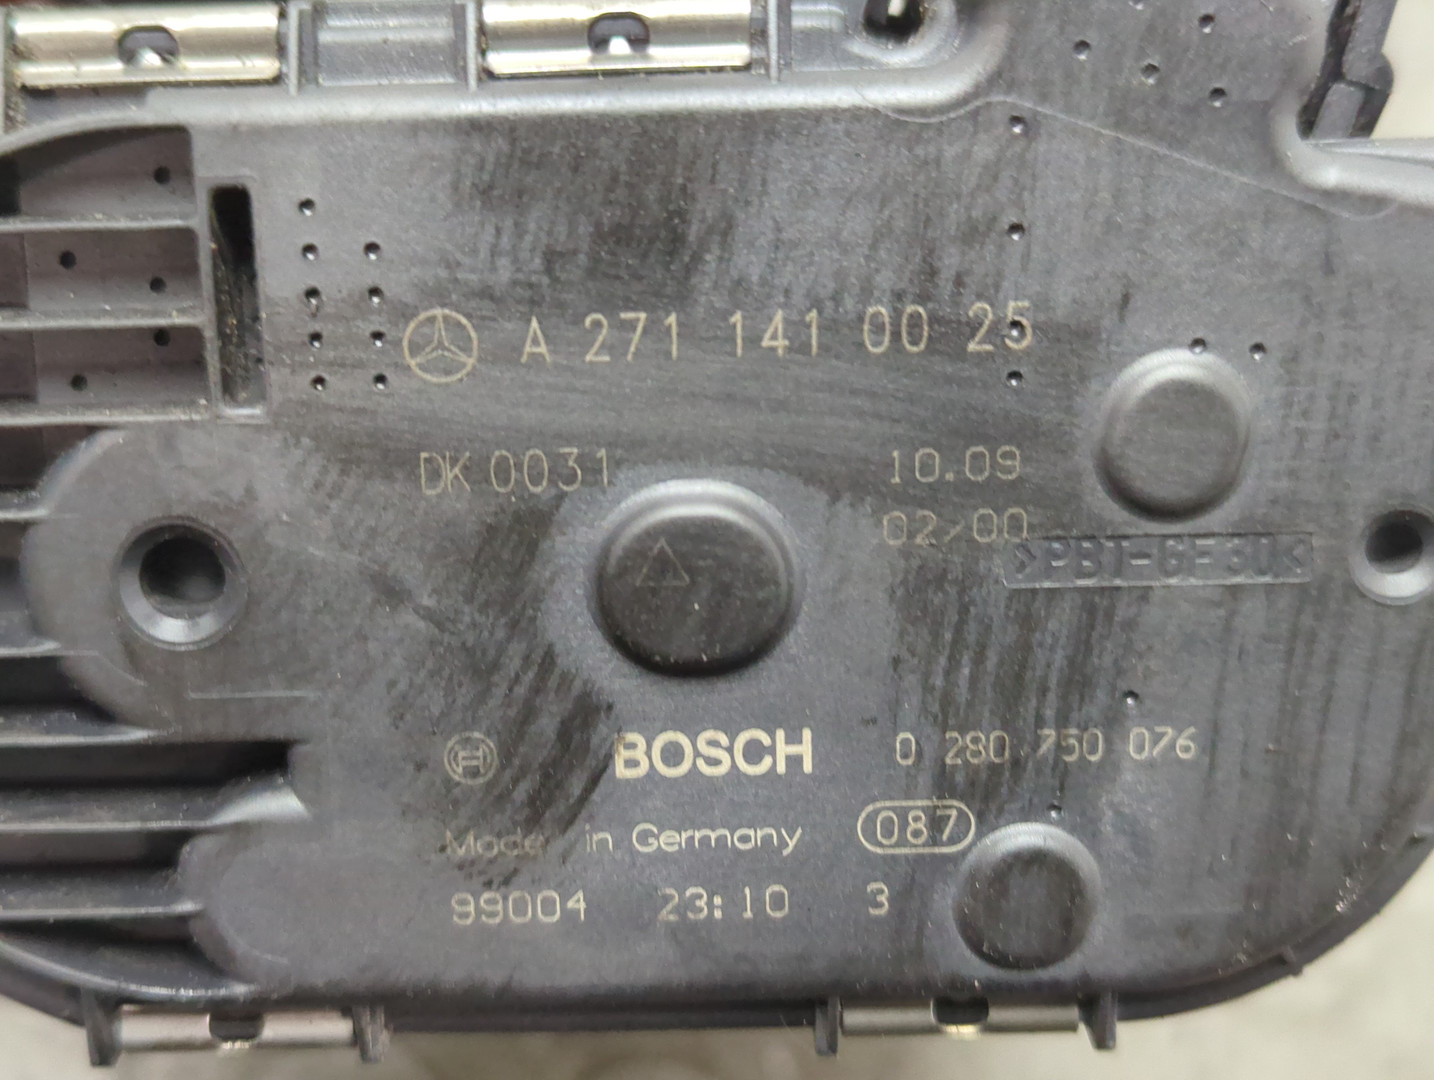 A 271 141 00 25
DK 0031
10.09
02/00
>PBT-GF30<
BOSCH 0 280 750 076
Made in Germany 087
99004 23:10 3